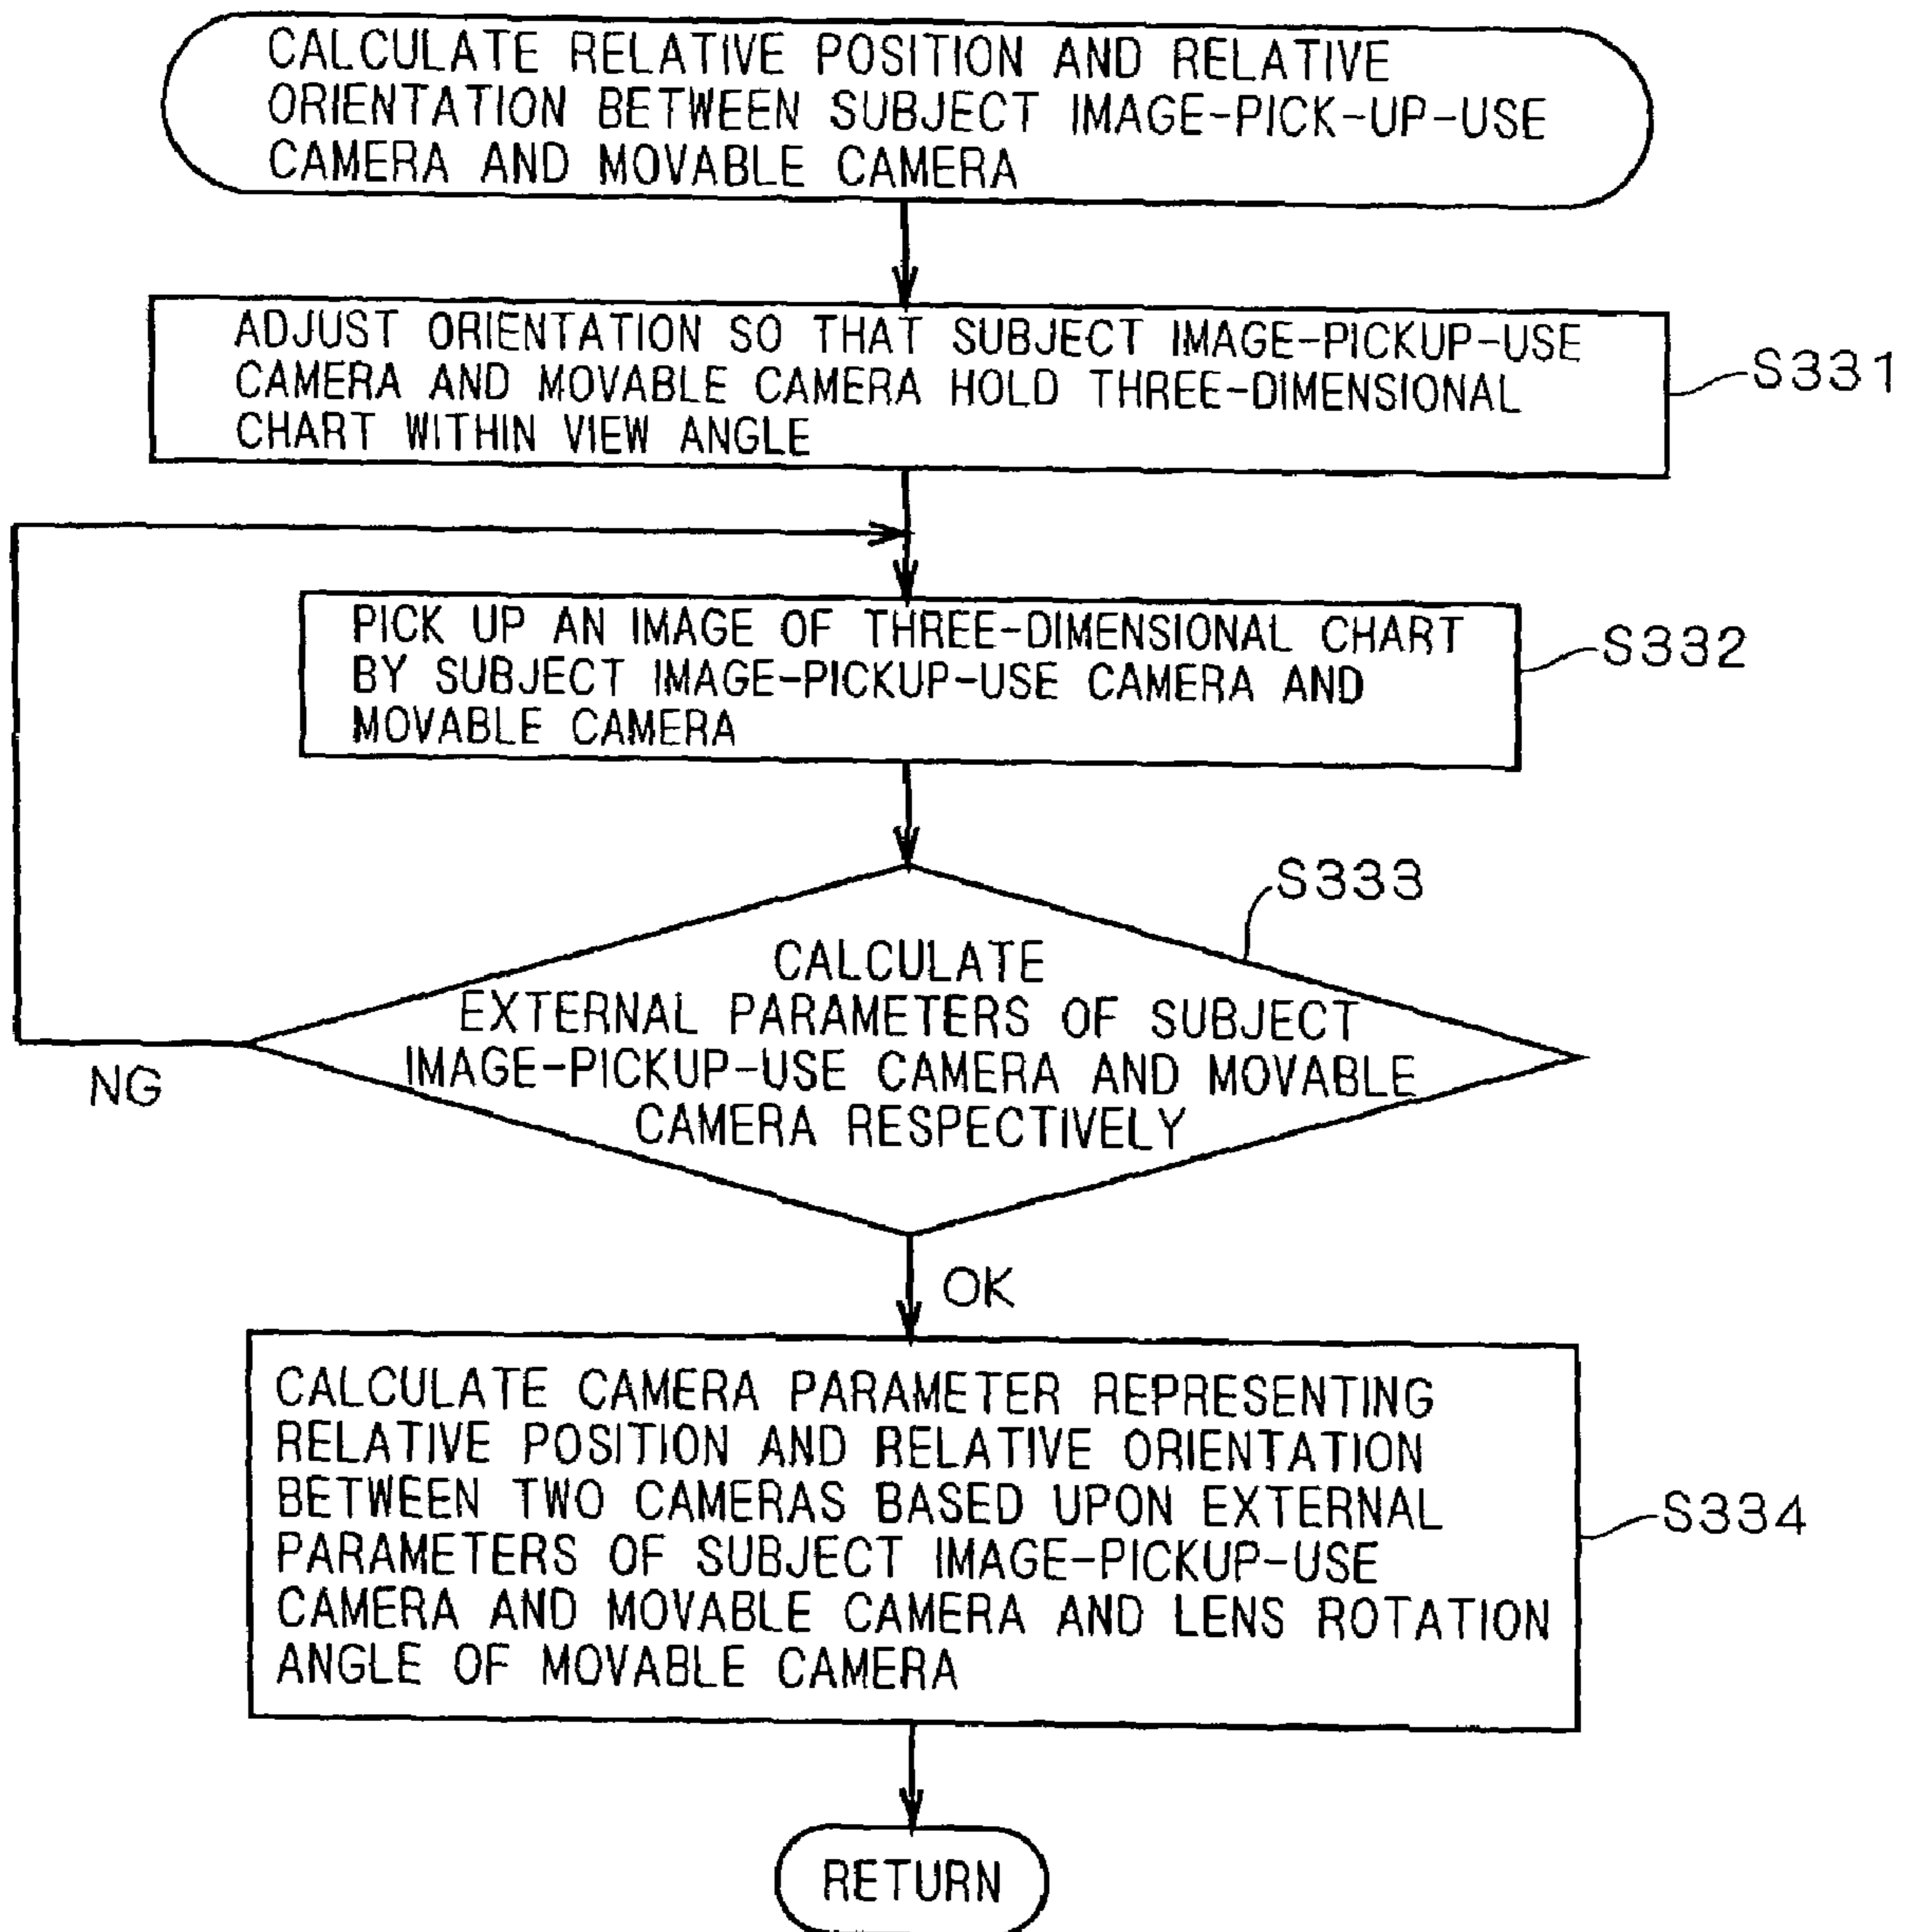 CALCULATE RELATIVE POSITION AND RELATIVE
ORIENTATION BETWEEN SUBJECT IMAGE-PICK-UP-USE
CAMERA AND MOVABLE CAMERA
ADJUST ORIENTATION SO THAT SUBJECT IMAGE-PICKUP-USE
CAMERA AND MOVABLE CAMERA HOLD THREE-DIMENSIONAL
CHART WITHIN VIEW ANGLE
S331
PICK UP AN IMAGE OF THREE-DIMENSIONAL CHART
BY SUBJECT IMAGE-PICKUP-USE CAMERA AND
MOVABLE CAMERA
S332
S333
CALCULATE
EXTERNAL PARAMETERS OF SUBJECT
IMAGE-PICKUP-USE CAMERA AND MOVABLE
CAMERA RESPECTIVELY
NG
OK
CALCULATE CAMERA PARAMETER REPRESENTING
RELATIVE POSITION AND RELATIVE ORIENTATION
BETWEEN TWO CAMERAS BASED UPON EXTERNAL
PARAMETERS OF SUBJECT IMAGE-PICKUP-USE
CAMERA AND MOVABLE CAMERA AND LENS ROTATION
ANGLE OF MOVABLE CAMERA
S334
RETURN